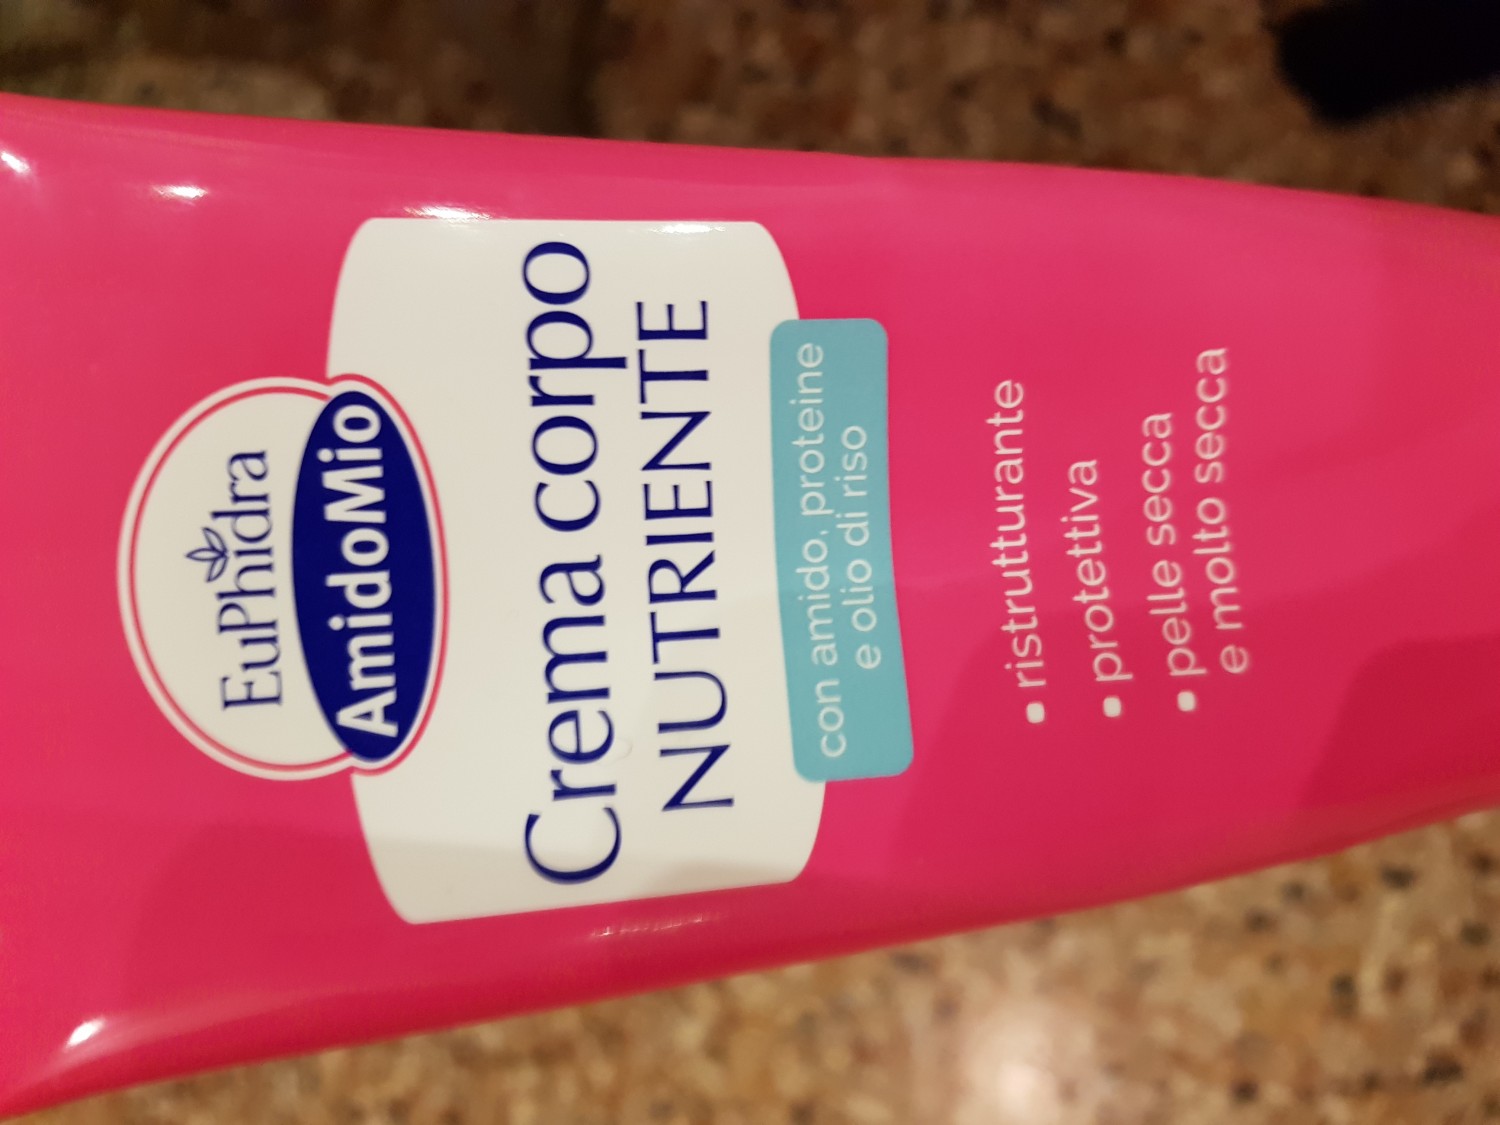 EuPhidra
AmidoMio
Crema corpo
NUTRIENTE
con amido, proteine
e olio di riso
• ristrutturante
• protettiva
• pelle secca
e molto secca